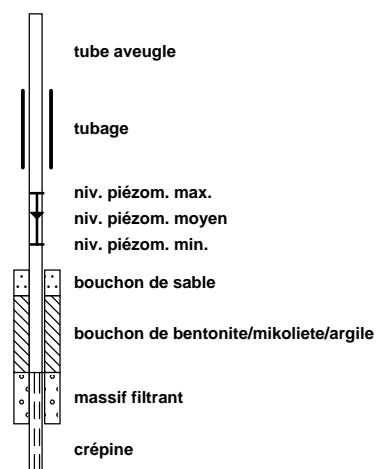 tube aveugle
tubage
niv. piézom. max.
niv. piézom. moyen
niv. piézom. min.
bouchon de sable
bouchon de bentonite/mikoliete/argile
massif filtrant
crépine